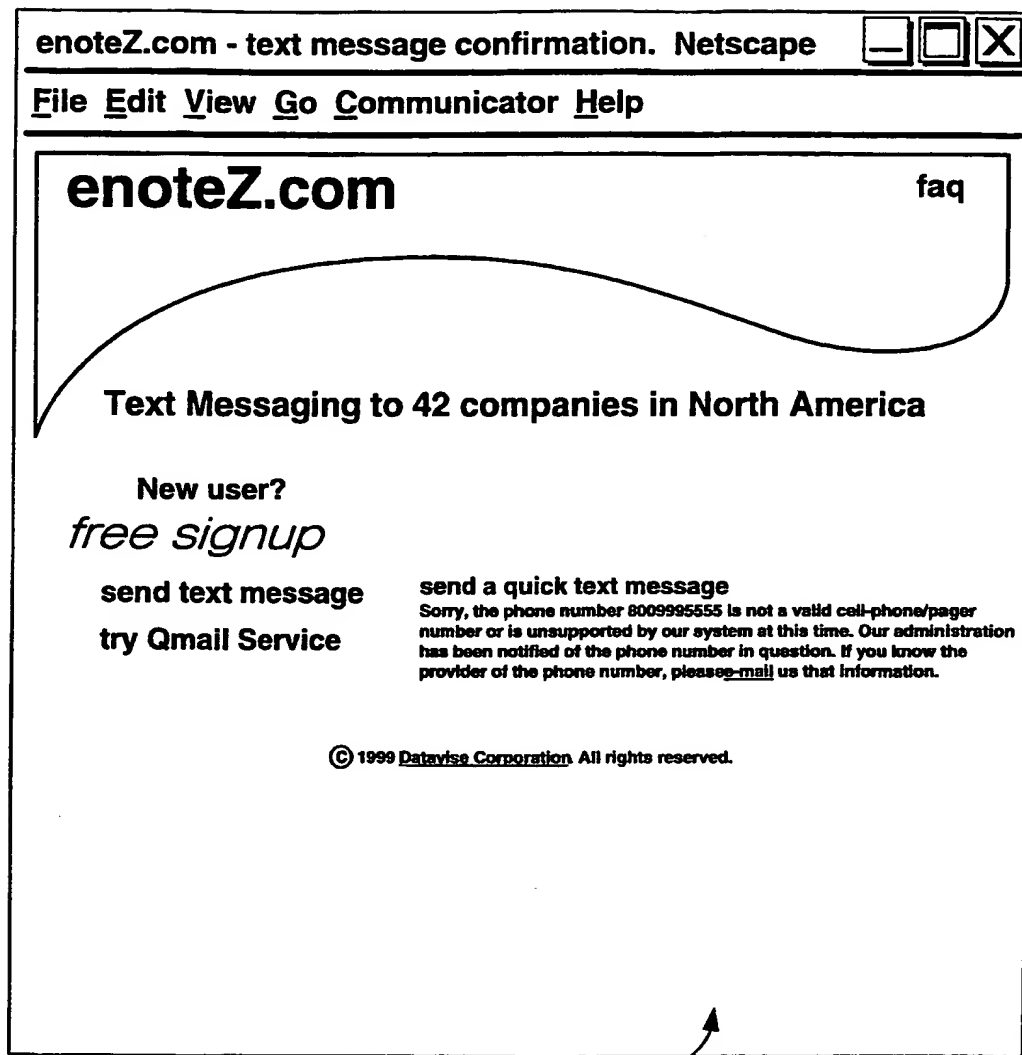 enoteZ.com - text message confirmation. Netscape
File Edit View Go Communicator Help
enoteZ.com
faq
Text Messaging to 42 companies in North America
New user?
free signup
send text message
try Qmail Service
send a quick text message
Sorry, the phone number 8009995555 is not a valid cell-phone/pager
number or is unsupported by our system at this time. Our administration
has been notified of the phone number in question. If you know the
provider of the phone number, pleasee-mail us that information.
© 1999 Datavise Corporation All rights reserved.